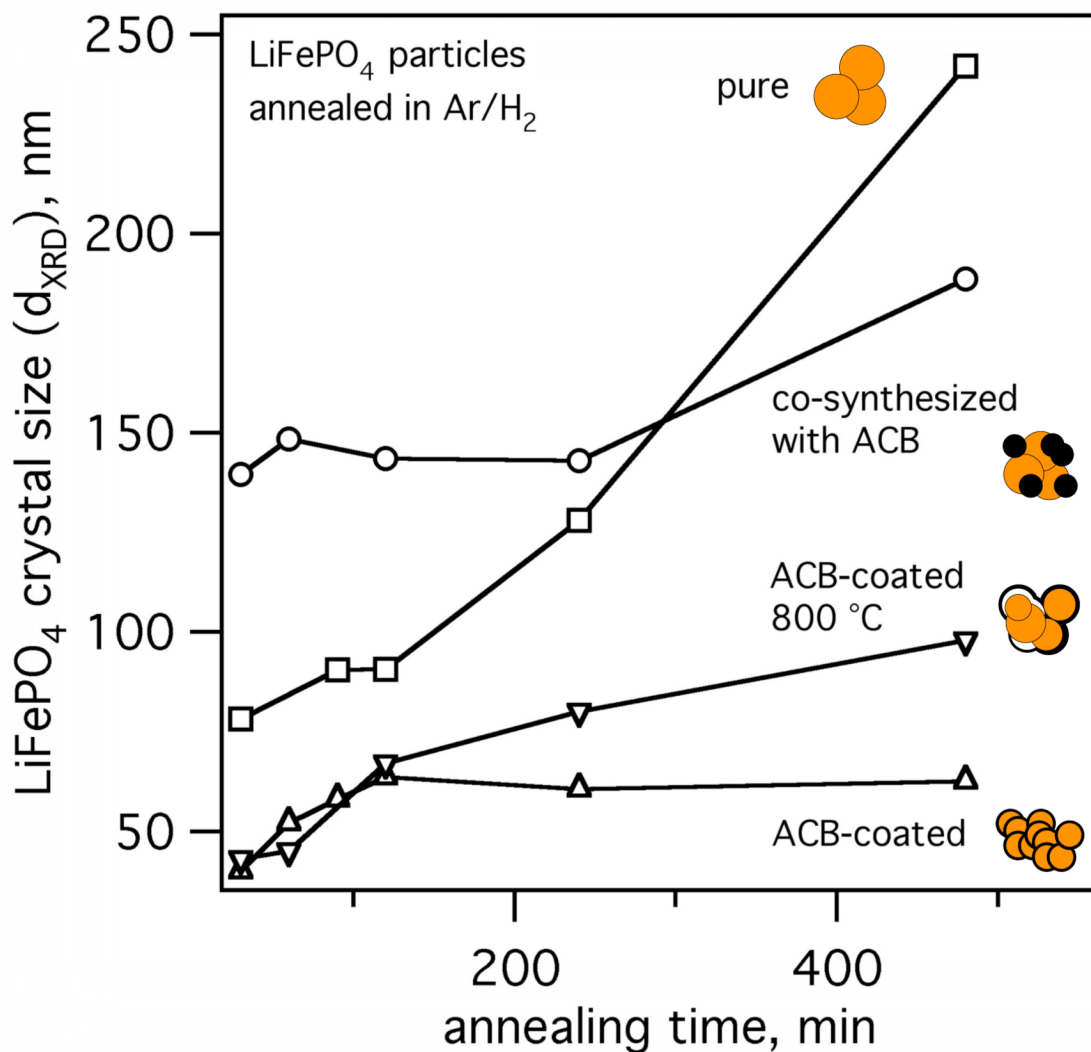 250
200
150
100
50
LiFePO₄ crystal size (d_XRD), nm
LiFePO₄ particles
annealed in Ar/H₂
pure
co-synthesized
with ACB
ACB-coated
800 °C
ACB-coated
200
400
annealing time, min